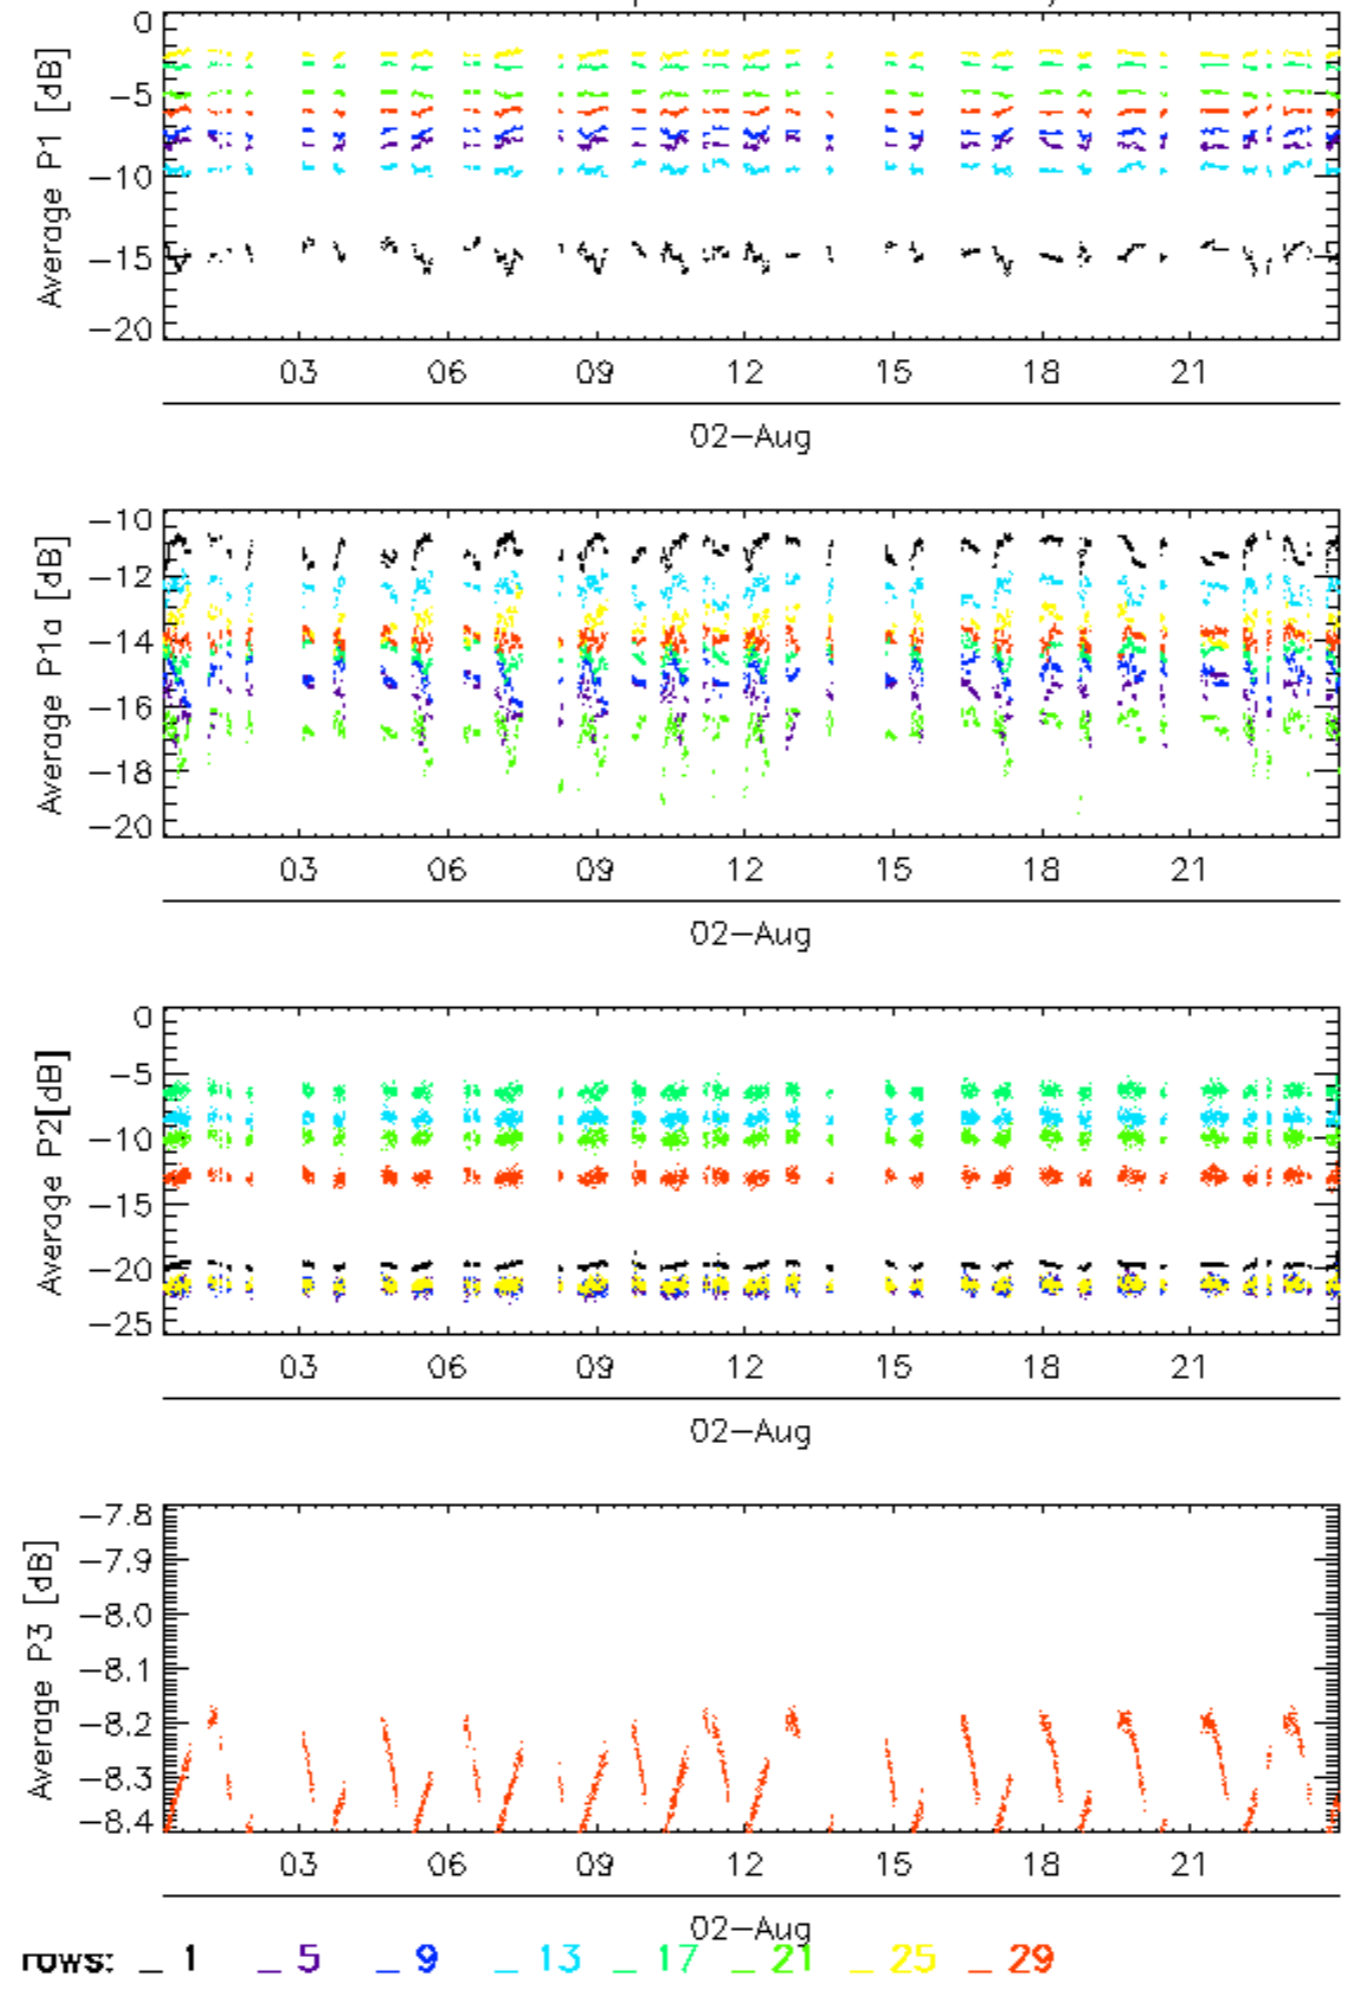 0
−5
−10
−15
−20
Average P1 [dB]
03 06 09 12 15 18 21
02−Aug
−10
−12
−14
−16
−18
−20
Average P1a [dB]
03 06 09 12 15 18 21
02−Aug
0
−5
−10
−15
−20
−25
Average P2[dB]
03 06 09 12 15 18 21
02−Aug
−7.8
−7.9
−8.0
−8.1
−8.2
−8.3
−8.4
Average P3 [dB]
03 06 09 12 15 18 21
02−Aug
rows: _ 1 _ 5 _ 9 _ 13 _ 17 _ 21 _ 25 _ 29